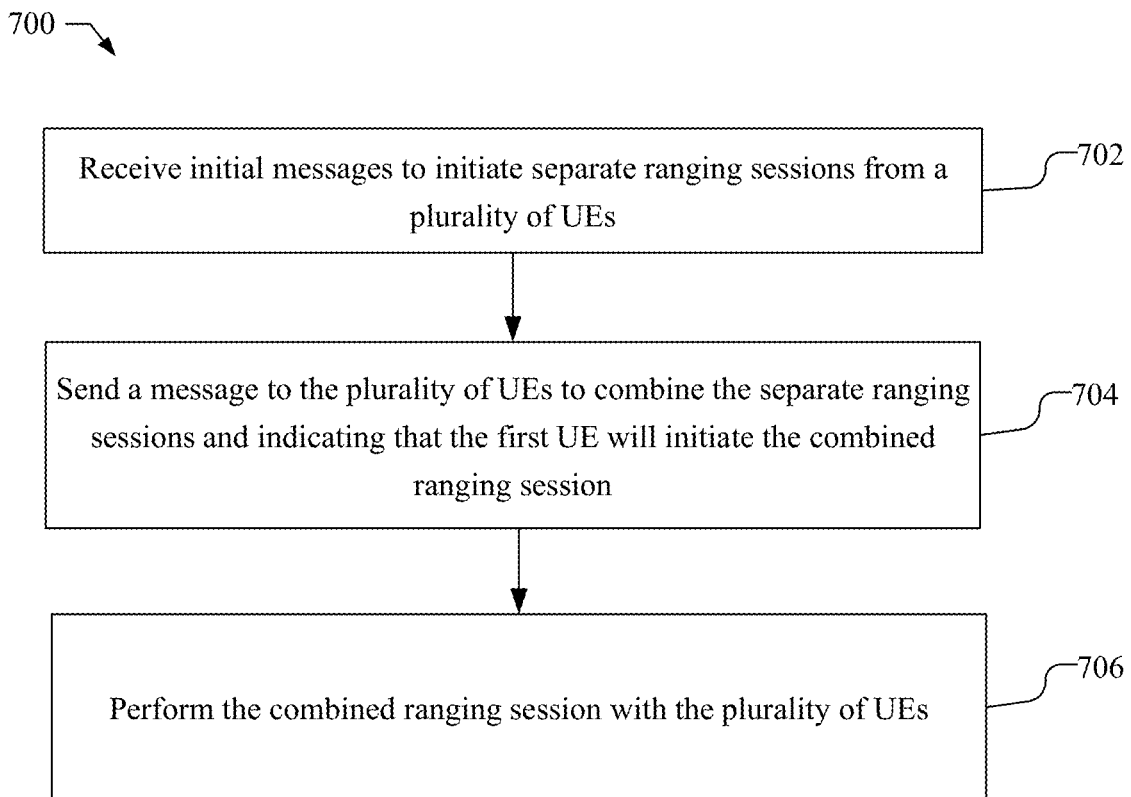 700
Receive initial messages to initiate separate ranging sessions from a
plurality of UEs
702
Send a message to the plurality of UEs to combine the separate ranging
sessions and indicating that the first UE will initiate the combined
ranging session
704
Perform the combined ranging session with the plurality of UEs
706